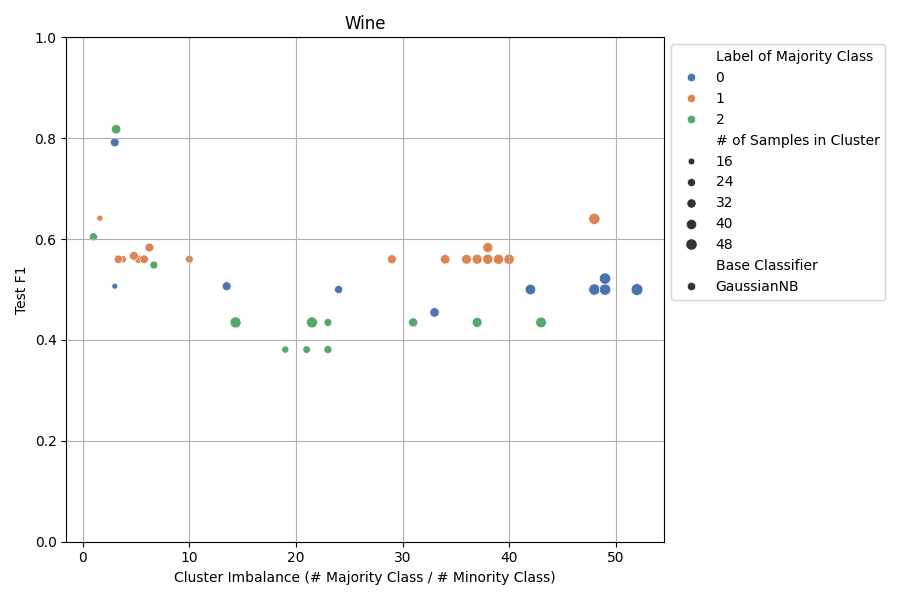 Wine
Test F1
1.0
0.8
0.6
0.4
0.2
0.0
0 10 20 30 40 50
Cluster Imbalance (# Majority Class / # Minority Class)
Label of Majority Class
0
1
2
# of Samples in Cluster
16
24
32
40
48
Base Classifier
GaussianNB